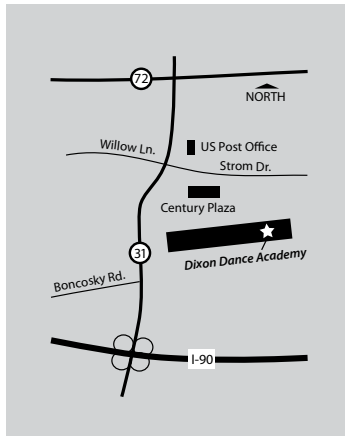 72
NORTH
Willow Ln.
US Post Office
Strom Dr.
Century Plaza
31
Dixon Dance Academy
Boncosky Rd.
I-90